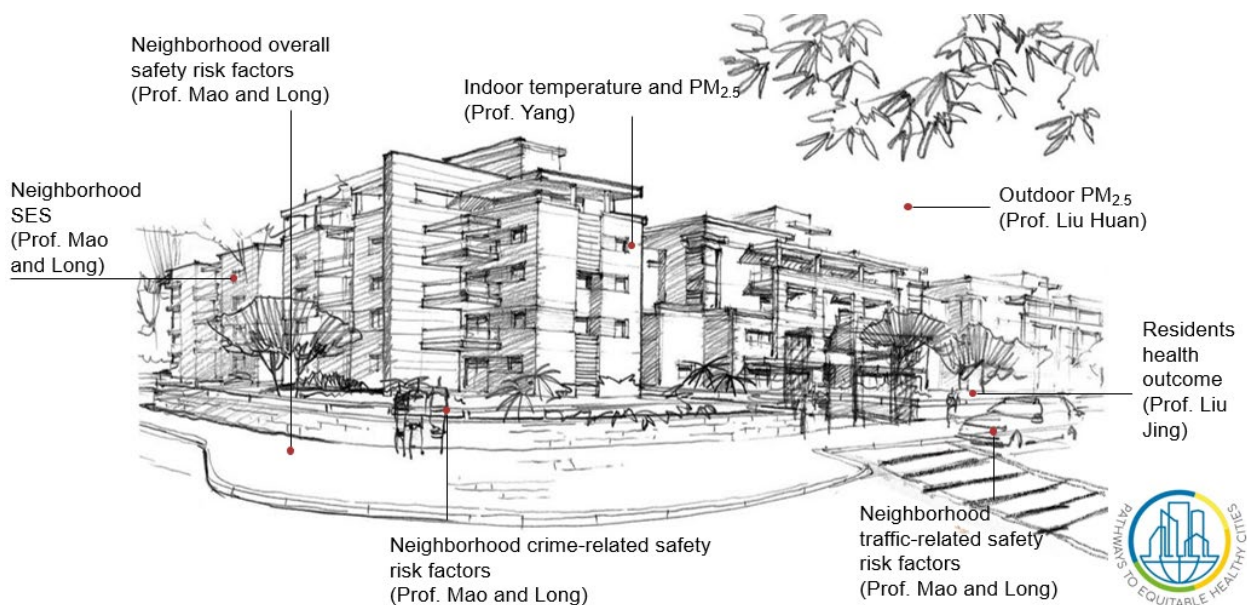 Neighborhood overall
safety risk factors
(Prof. Mao and Long)
Indoor temperature and PM2.5
(Prof. Yang)
Neighborhood
SES
(Prof. Mao
and Long)
Outdoor PM2.5
(Prof. Liu Huan)
Residents
health
outcome
(Prof. Liu
Jing)
Neighborhood crime-related safety
risk factors
(Prof. Mao and Long)
Neighborhood
traffic-related safety
risk factors
(Prof. Mao and Long)
PATHWAYS TO EQUITABLE HEALTHY CITIES